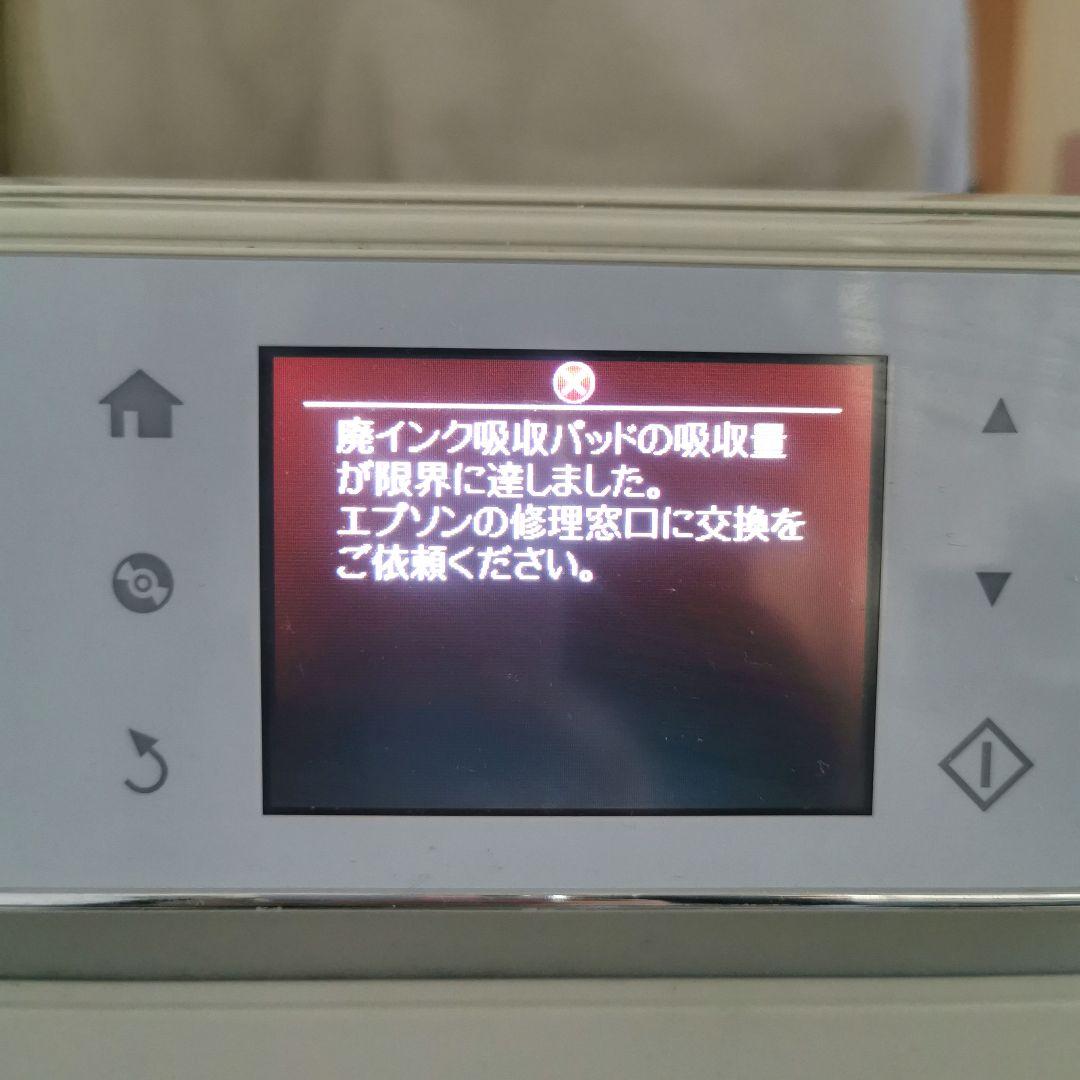 廃インク吸収パッドの吸収量
が限界に達しました。
エプソンの修理窓口に交換を
ご依頼ください。